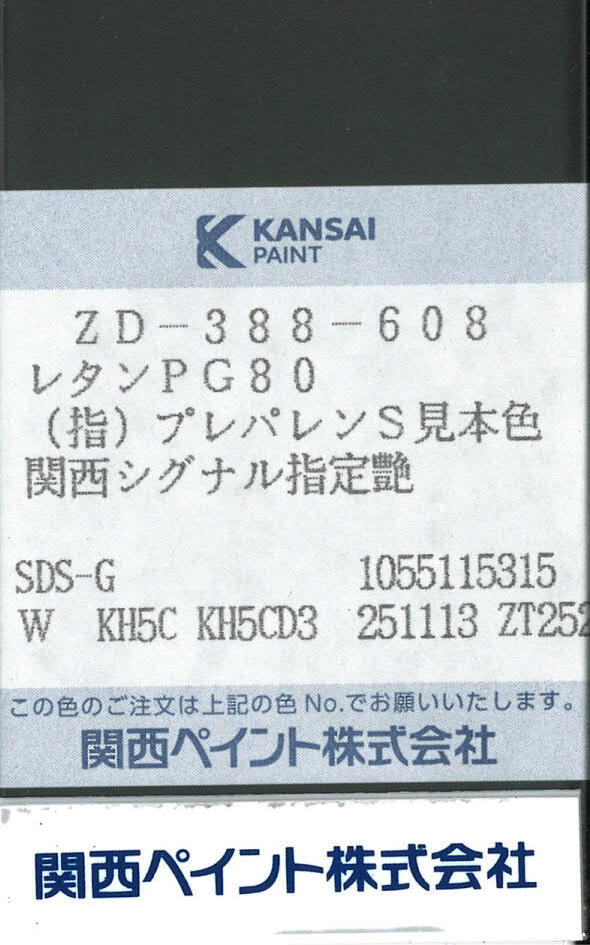 KANSAI
PAINT
ZD-388-608
レタンPG80
(指)プレパレンS見本色
関西シグナル指定艶
SDS-G 1055115315
W KH5C KH5CD3 251113 ZT252
この色のご注文は上記の色No.でお願いいたします。
関西ペイント株式会社
関西ペイント株式会社